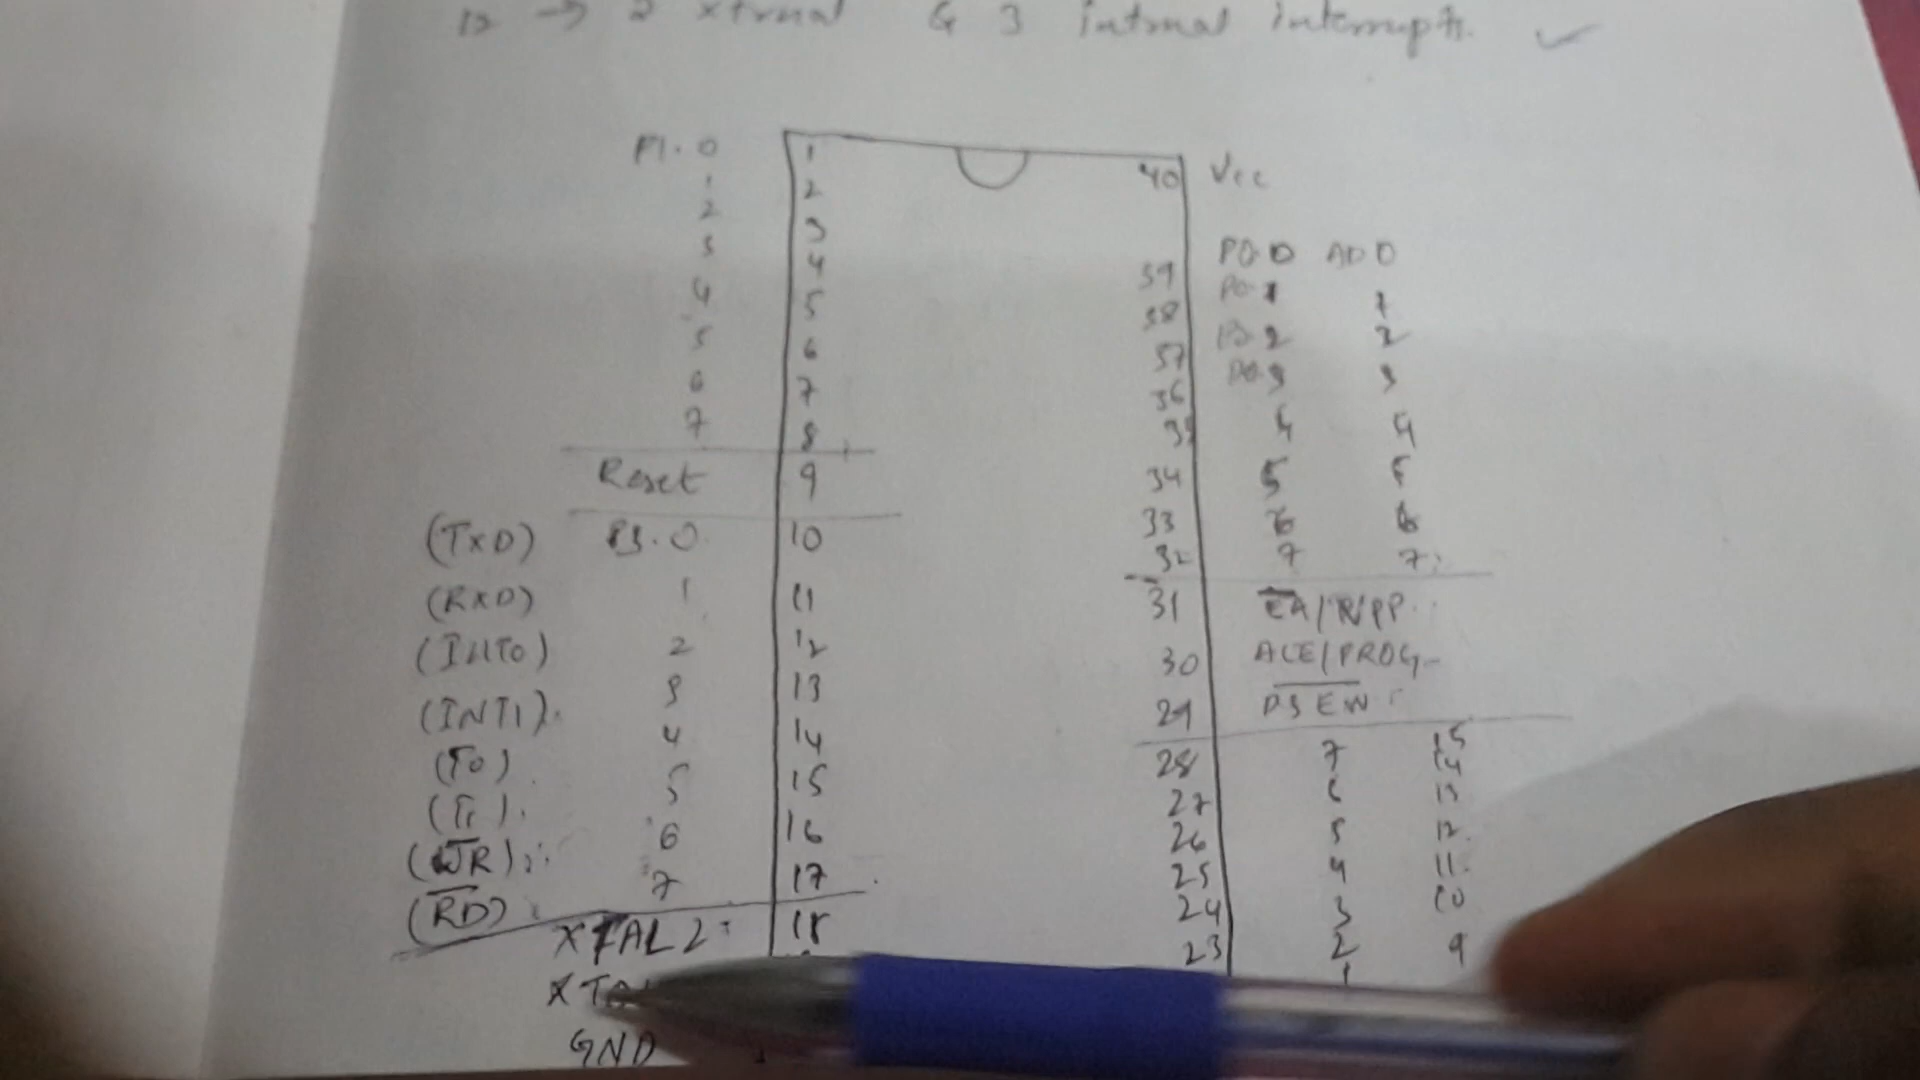 12 → 2 xtrnal & 3 intrnal interrupts. ✓
P1.0 1 40 Vcc
1 2
2 3 39 P0.0 AD0
3 4 38 P0.1 1
4 5 37 P0.2 2
5 6 36 P0.3 3
6 7 35 4 4
7 8 34 5 5
Reset 9 33 6 6
(TXD) P3.0 10 32 7 7
(RXD) 1 11 31 EA/
(INT0) 2 12 30 ALE/PROG
(INT1) 3 13 29 PSEN
(T0) 4 14 28 7 15
14
(T1) 5 15 27 6 13
(WR) 6 16 26 5 12
(RD) 7 17 25 4 11
XTAL 2 18 24 3 10
23 2 9
1
GND